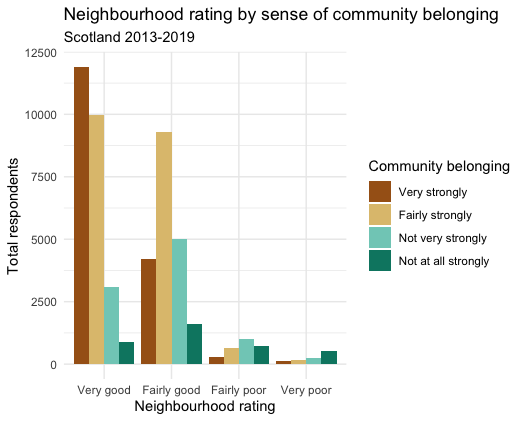 Neighbourhood rating by sense of community belonging
Scotland 2013-2019
12500
10000
7500
5000
2500
0
Total respondents
Very good
Fairly good
Fairly poor
Very poor
Neighbourhood rating
Community belonging
Very strongly
Fairly strongly
Not very strongly
Not at all strongly